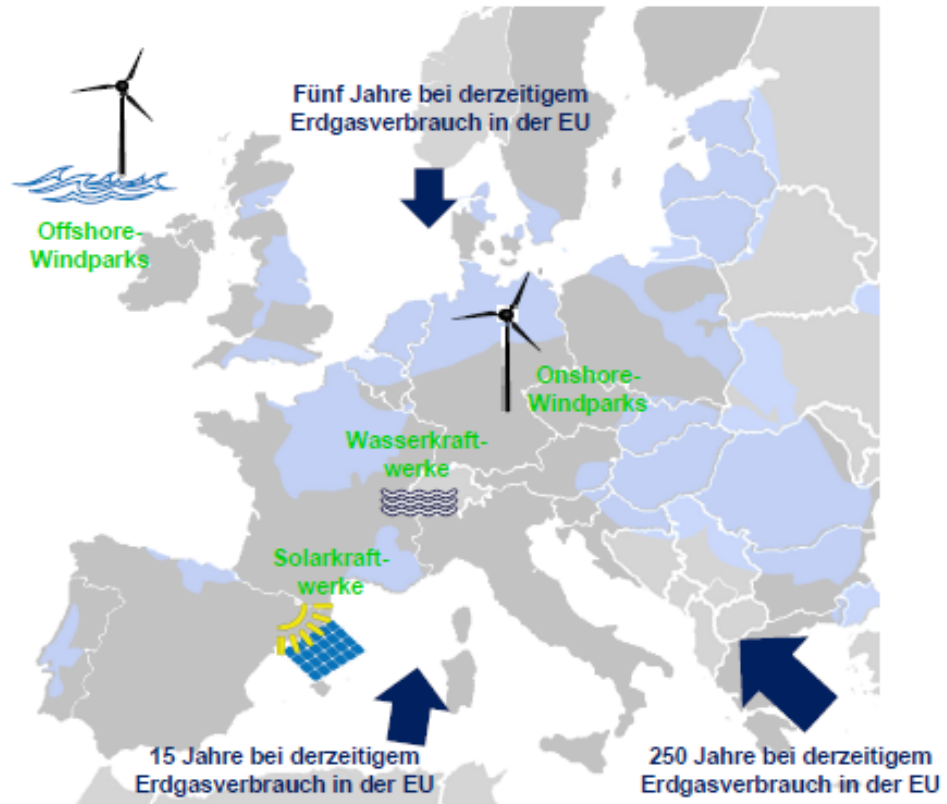 Fünf Jahre bei derzeitigem
Erdgasverbrauch in der EU
Offshore-
Windparks
Onshore-
Windparks
Wasserkraft-
werke
Solarkraft-
werke
15 Jahre bei derzeitigem
Erdgasverbrauch in der EU
250 Jahre bei derzeitigem
Erdgasverbrauch in der EU